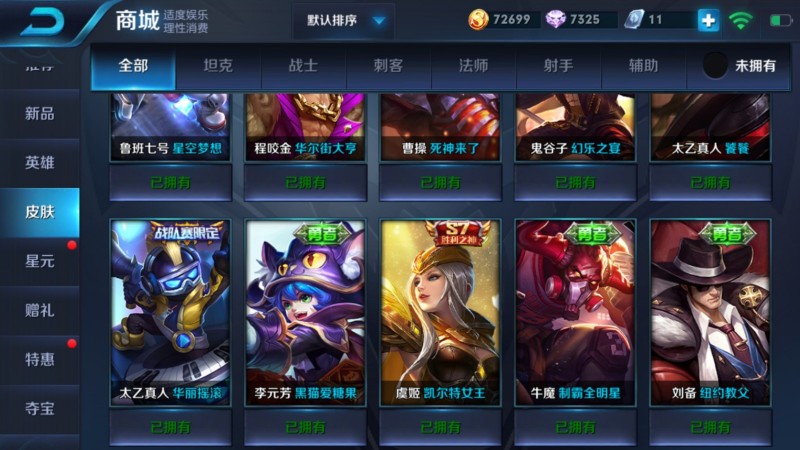 商城
适度娱乐
理性消费
默认排序
72699
7325
11
推荐
新品
英雄
皮肤
星元
赠礼
特惠
夺宝
全部 坦克 战士 刺客 法师 射手 辅助 未拥有
鲁班七号 星空梦想
已拥有
程咬金 华尔街大亨
已拥有
曹操 死神来了
已拥有
鬼谷子 幻乐之宴
已拥有
太乙真人 饕餮
已拥有
战队赛限定
太乙真人 华丽摇滚
已拥有
勇者
李元芳 黑猫爱糖果
已拥有
S7
胜利之神
虞姬 凯尔特女王
已拥有
勇者
牛魔 制霸全明星
已拥有
勇者
刘备 纽约教父
已拥有